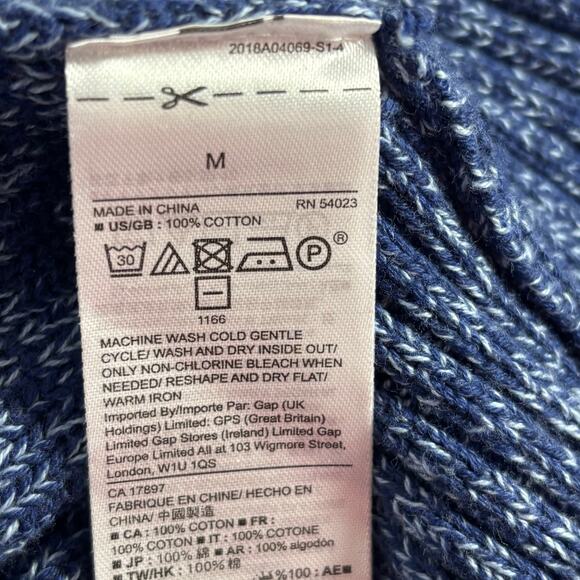 2018A04069-S1-4
M
MADE IN CHINA RN 54023
■ US/GB : 100% COTTON
30 P ®
1166
MACHINE WASH COLD GENTLE
CYCLE/ WASH AND DRY INSIDE OUT/
ONLY NON-CHLORINE BLEACH WHEN
NEEDED/ RESHAPE AND DRY FLAT/
WARM IRON
Imported By/Importe Par: Gap (UK
Holdings) Limited: GPS (Great Britain)
Limited Gap Stores (Ireland) Limited Gap
Europe Limited All at 103 Wigmore Street,
London, W1U 1QS
CA 17897
FABRIQUE EN CHINE/ HECHO EN
CHINA/ 中國製造
■ CA : 100% COTON ■ FR :
100% COTON ■ IT : 100% COTONE
■ JP : 100% 綿 ■ AR : 100% algodón
■ TW/HK : 100% 棉
%100 : AE■